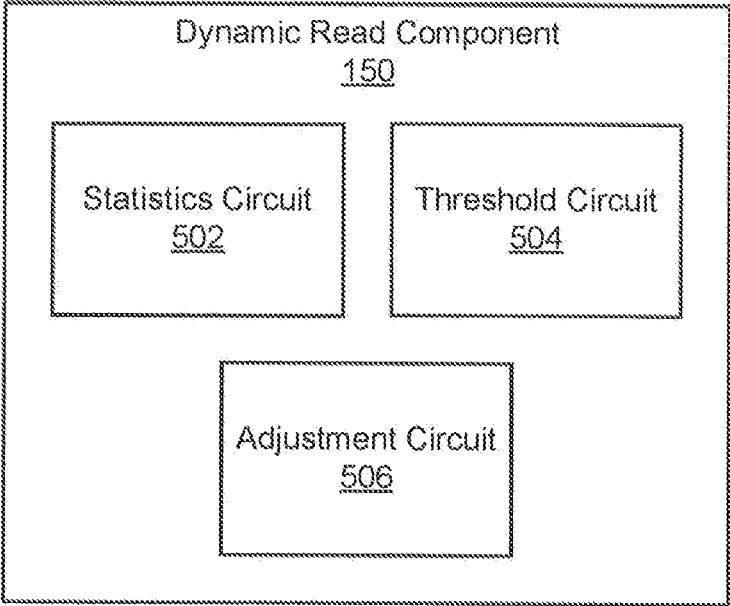 Dynamic Read Component
150
Statistics Circuit
502
Threshold Circuit
504
Adjustment Circuit
506